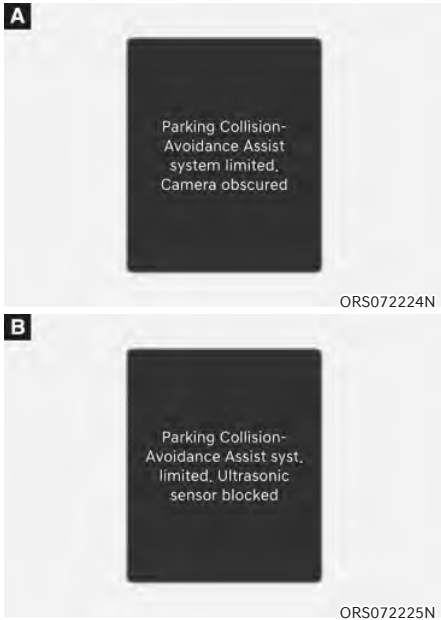 A
Parking Collision-
Avoidance Assist
system limited.
Camera obscured
ORS072224N
B
Parking Collision-
Avoidance Assist syst.
limited. Ultrasonic
sensor blocked
ORS072225N